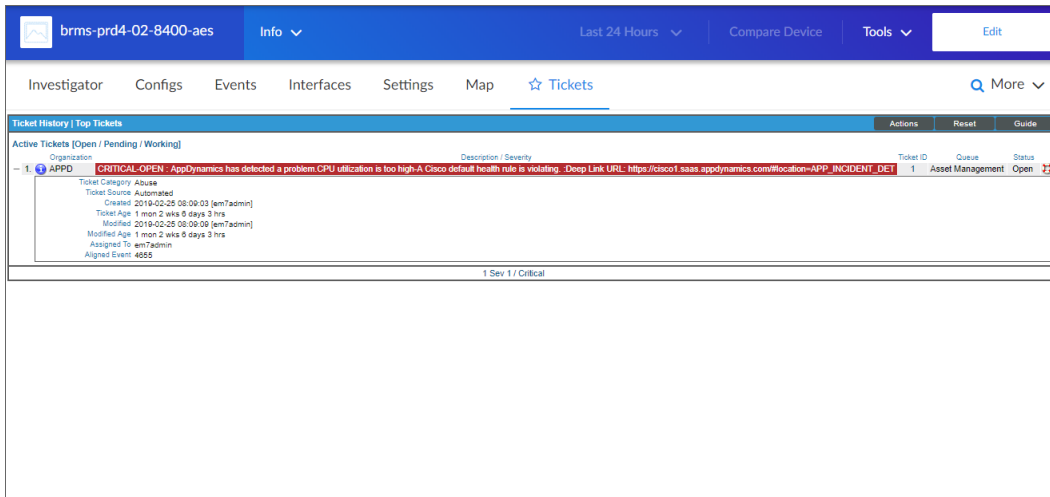 brms-prd4-02-8400-aes Info Last 24 Hours Compare Device Tools Edit
Investigator Configs Events Interfaces Settings Map Tickets More
Ticket History | Top Tickets Actions Reset Guide
Active Tickets [Open / Pending / Working]
Organization Description / Severity Ticket ID Queue Status
1. APPD CRITICAL-OPEN : AppDynamics has detected a problem.CPU utilization is too high-A Cisco default health rule is violating. :Deep Link URL: https://cisco1.saas.appdynamics.com/#location=APP_INCIDENT_DET 1 Asset Management Open
Ticket Category Abuse
Ticket Source Automated
Created 2019-02-25 08:09:03 [em7admin]
Ticket Age 1 mon 2 wks 6 days 3 hrs
Modified 2019-02-25 08:09:09 [em7admin]
Modified Age 1 mon 2 wks 6 days 3 hrs
Assigned To em7admin
Aligned Event 4655
1 Sev 1 / Critical